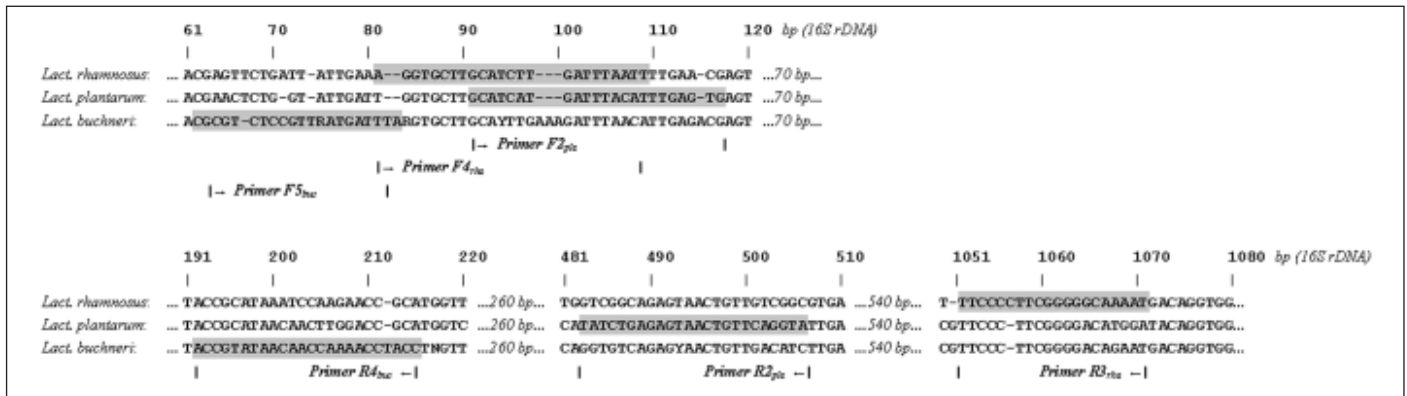 61 70 80 90 100 110 120 bp (16S rDNA)
Lact. rhamnosus: ... ACGAGTTCTGATT-ATTGAAA--GGTGCTTGCATCTT---GATTTAATTTTGAA-CGAGT ...70 bp...
Lact. plantarum: ... ACGAACTCTG-GT-ATTGATT--GGTGCTTGCATCAT---GATTTACATTTGAG-TGAGT ...70 bp...
Lact. buchneri: ... ACGCGT-CTCCGTTRATGATTTARGTGCTTGCAYTTGAAAGATTTAACATTGAGACGAGT ...70 bp...
|→ Primer F2pla |
|→ Primer F4rha |
|→ Primer F5buc |
191 200 210 220 481 490 500 510 1051 1060 1070 1080 bp (16S rDNA)
Lact. rhamnosus: ... TACCGCATAAATCCAAGAACC-GCATGGTT ...260 bp... TGGTCGGCAGAGTAACTGTTGTCGGCGTGA ...540 bp... T-TTCCCCTTCGGGGGCAAAATGACAGGTGG...
Lact. plantarum: ... TACCGCATAACAACTTGGACC-GCATGGTC ...260 bp... CATATCTGAGAGTAACTGTTCAGGTATTGA ...540 bp... CGTTCCC-TTCGGGGACATGGATACAGGTGG...
Lact. buchneri: ... TACCGTATAACAACCAAAACCTACCTNGTT ...260 bp... CAGGTGTCAGAGYAACTGTTGACATCTTGA ...540 bp... CGTTCCC-TTCGGGGACAGAATGACAGGTGG...
| Primer R4buc ←| | Primer R2pla ←| | Primer R3rha ←|